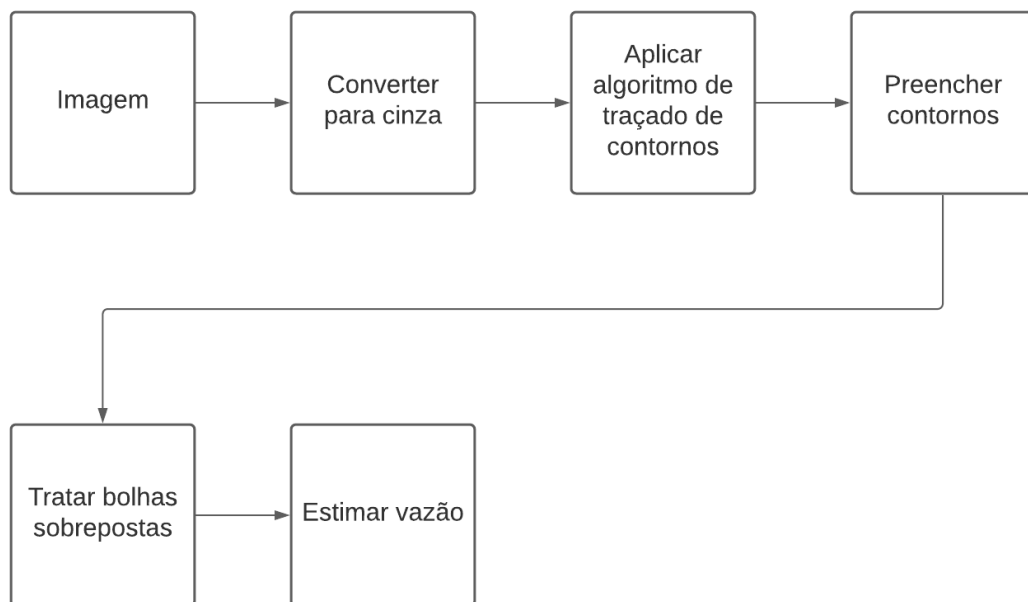 Imagem
Converter
para cinza
Aplicar
algoritmo de
traçado de
contornos
Preencher
contornos
Tratar bolhas
sobrepostas
Estimar vazão